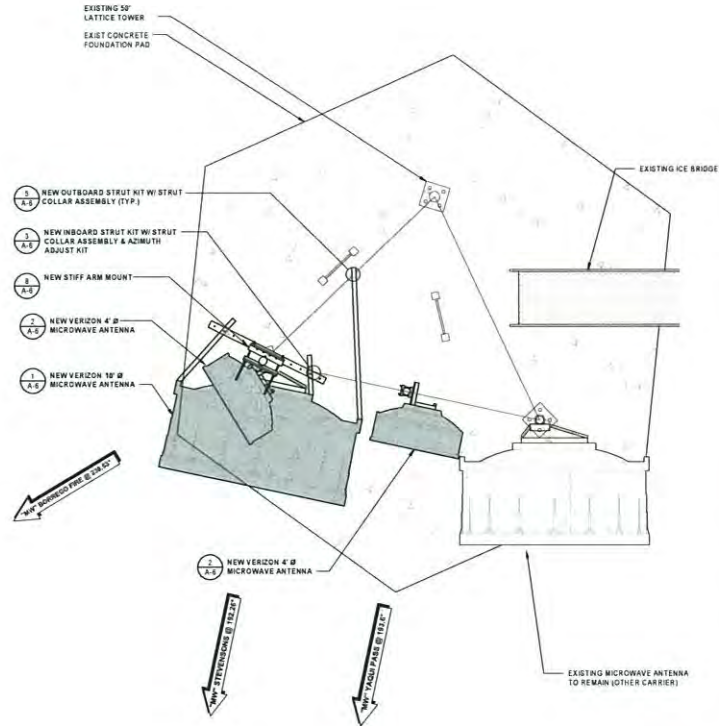 EXISTING 50'
LATTICE TOWER
EXIST CONCRETE
FOUNDATION PAD
EXISTING ICE BRIDGE
5
A-6
NEW OUTBOARD STRUT KIT W/ STRUT
COLLAR ASSEMBLY (TYP.)
3
A-6
NEW INBOARD STRUT KIT W/ STRUT
COLLAR ASSEMBLY & AZIMUTH
ADJUST KIT
8
A-6
NEW STIFF ARM MOUNT
2
A-6
NEW VERIZON 4' Ø
MICROWAVE ANTENNA
1
A-6
NEW VERIZON 10' Ø
MICROWAVE ANTENNA
"MW" BORREGO FIRE @ 238.53°
2
A-6
NEW VERIZON 4' Ø
MICROWAVE ANTENNA
"MW" STEVENSONS @ 192.26°
"MW" YAQUI PASS @ 193.6°
EXISTING MICROWAVE ANTENNA
TO REMAIN (OTHER CARRIER)